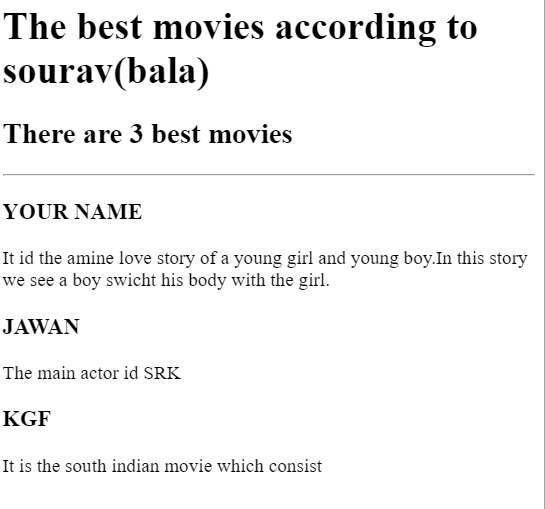 The best movies according to
sourav(bala)
There are 3 best movies
YOUR NAME
It id the amine love story of a young girl and young boy.In this story
we see a boy swicht his body with the girl.
JAWAN
The main actor id SRK
KGF
It is the south indian movie which consist